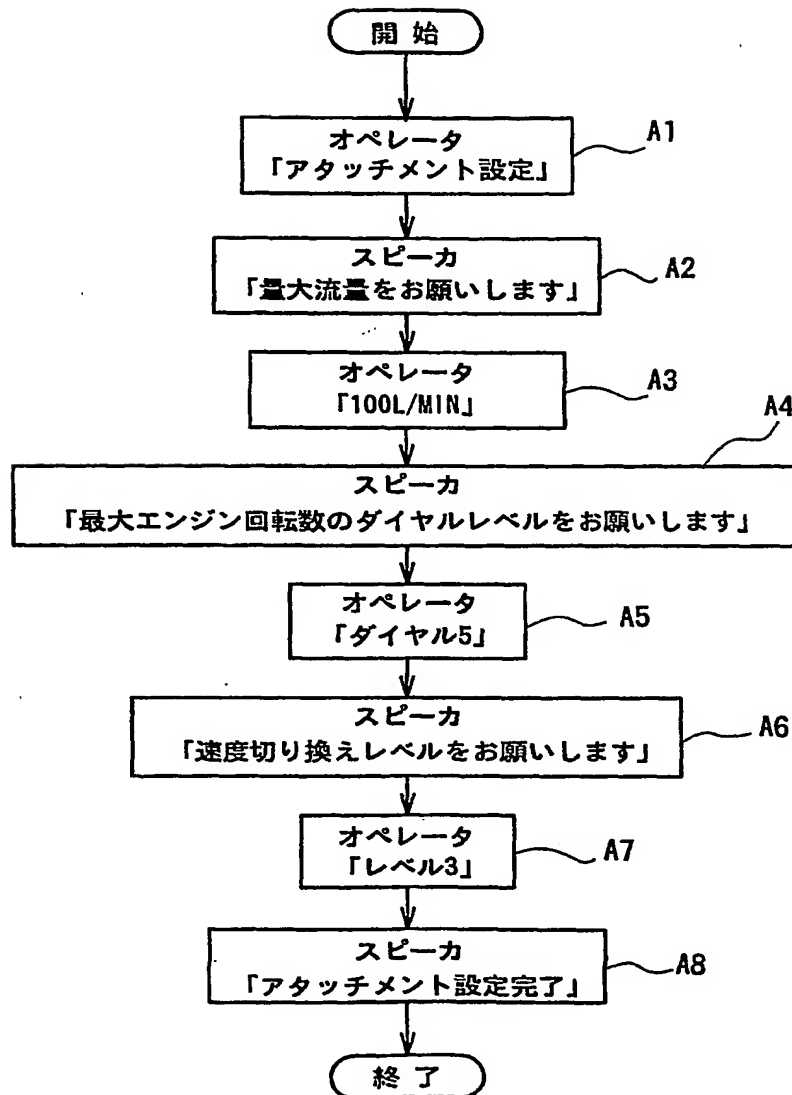 開始
オペレータ
「アタッチメント設定」
A1
スピーカ
「量大流量をお願いします」
A2
オペレータ
「100L/MIN」
A3
スピーカ
「最大エンジン回転数のダイヤルレベルをお願いします」
A4
オペレータ
「ダイヤル5」
A5
スピーカ
「速度切り換えレベルをお願いします」
A6
オペレータ
「レベル3」
A7
スピーカ
「アタッチメント設定完了」
A8
終了